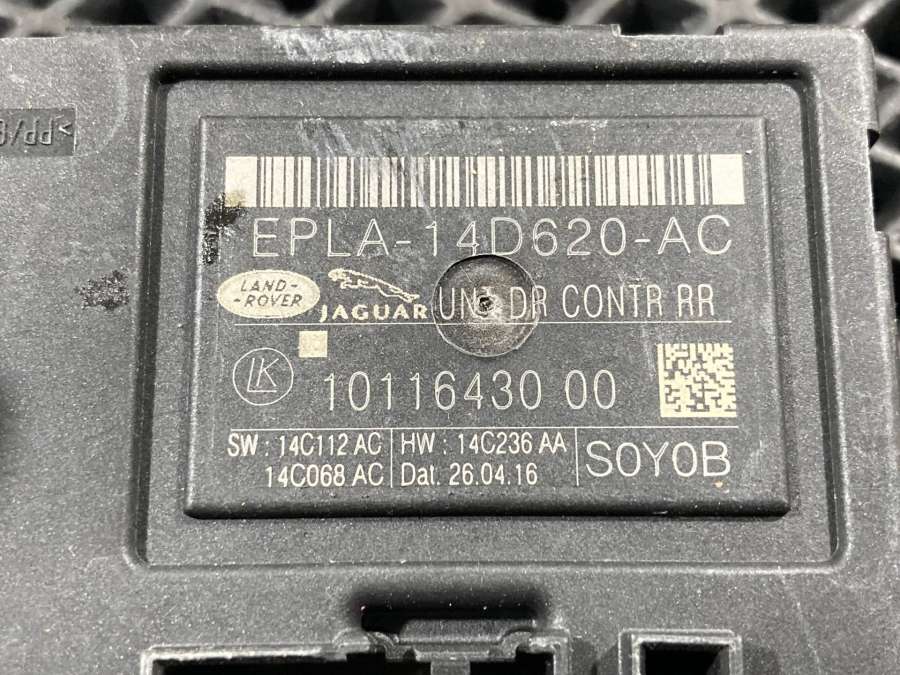 EPLA-14D620-AC
LAND-
-ROVER
JAGUAR
DR CONTR RR
LK
10116430 00
SW : 14C112 AC
14C068 AC
HW : 14C236 AA
Dat. 26.04.16
S0Y0B